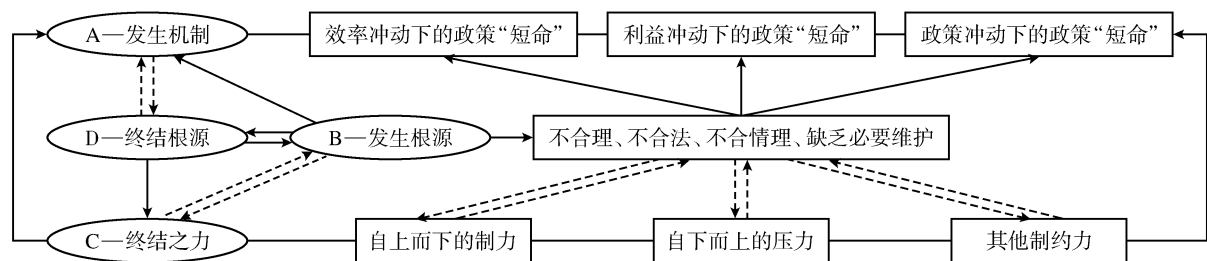 A—发生机制
效率冲动下的政策“短命”
利益冲动下的政策“短命”
政策冲动下的政策“短命”
D—终结根源
B—发生根源
不合理、不合法、不合情理、缺乏必要维护
C—终结之力
自上而下的制力
自下而上的压力
其他制约力